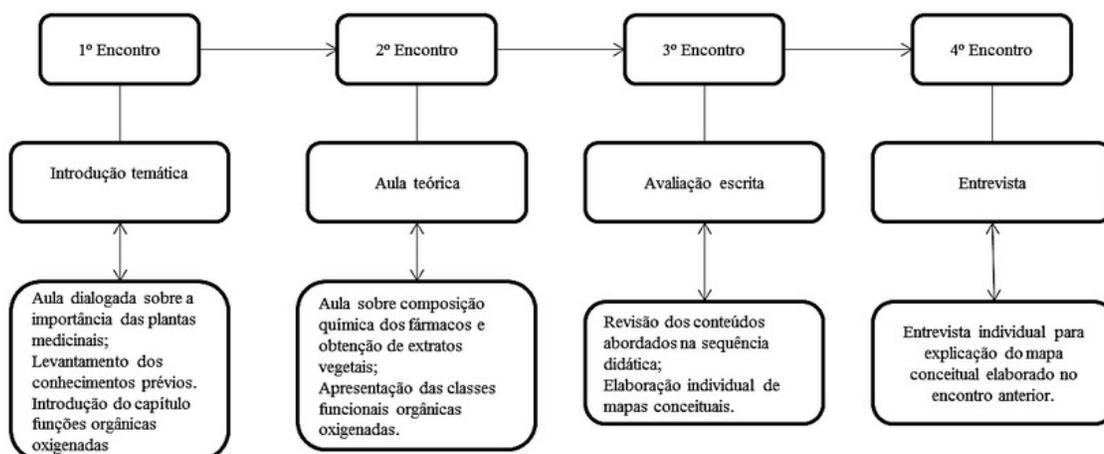 1º Encontro
2º Encontro
3º Encontro
4º Encontro
Introdução temática
Aula teórica
Avaliação escrita
Entrevista
Aula dialogada sobre a
importância das plantas
medicinais;
Levantamento dos
conhecimentos prévios.
Introdução do capítulo
funções orgânicas
oxigenadas
Aula sobre composição
química dos fármacos e
obtenção de extratos
vegetais;
Apresentação das classes
funcionais orgânicas
oxigenadas.
Revisão dos conteúdos
abordados na sequência
didática;
Elaboração individual de
mapas conceituais.
Entrevista individual para
explicação do mapa
conceitual elaborado no
encontro anterior.